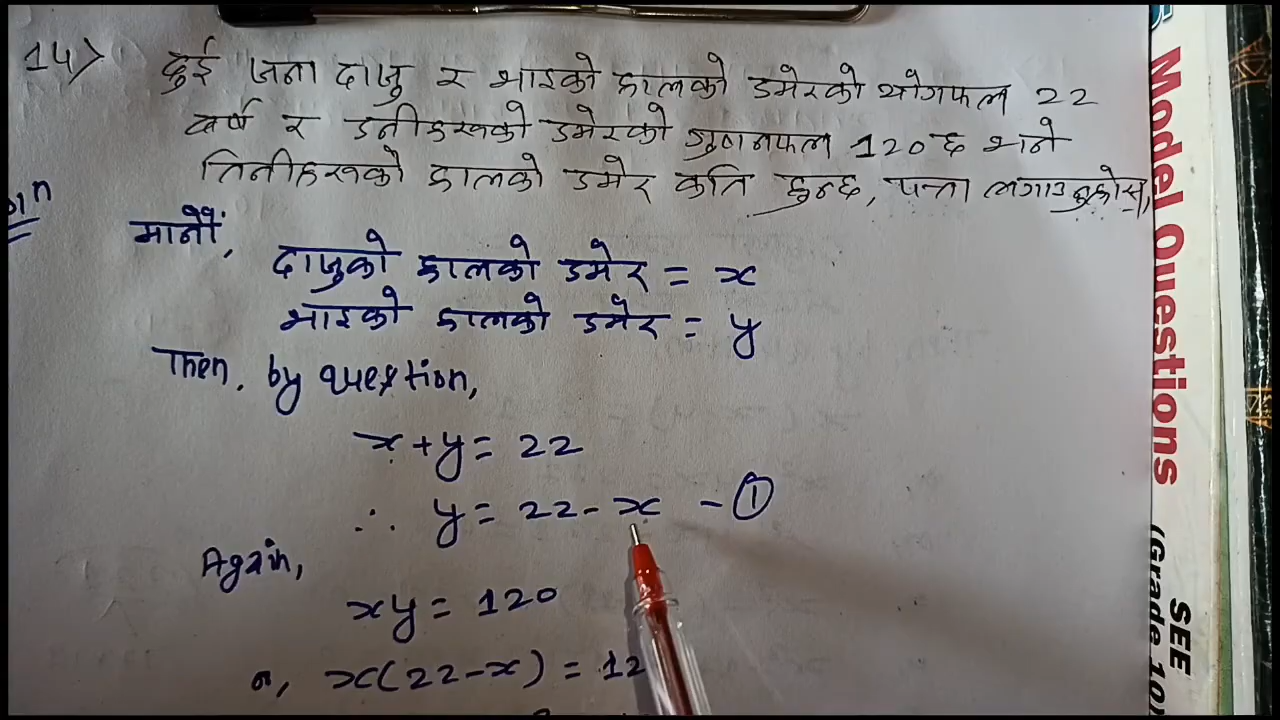 14> दुई जना दाजु र भाइको हालको उमेरको योगफल 22
वर्ष र उनीहरूको उमेरको गुणनफल 120 छ भने
तिनीहरूको हालको उमेर कति हुन्छ, पत्ता लगाउनुहोस्,
मानौं,
दाजुको हालको उमेर = x
भाइको हालको उमेर = y
Then, by question,
x + y = 22
∴ y = 22 - x - ①
Again,
xy = 120
or, x(22-x) = 12
Model Questions
SEE
(Grade 10)